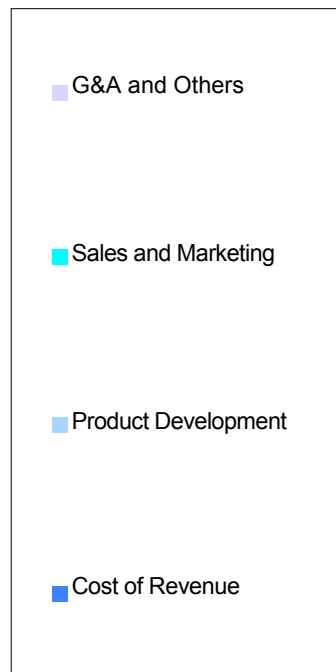 G&A and Others
Sales and Marketing
Product Development
Cost of Revenue